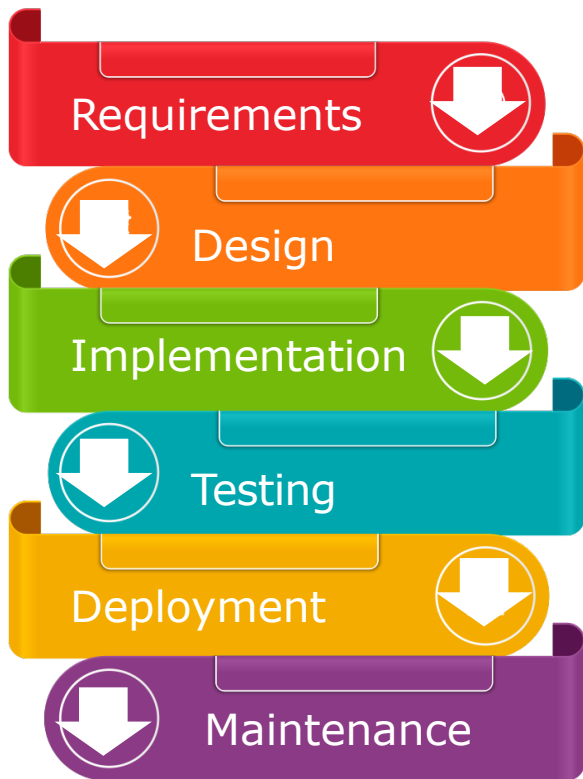 Requirements
Design
Implementation
Testing
Deployment
Maintenance